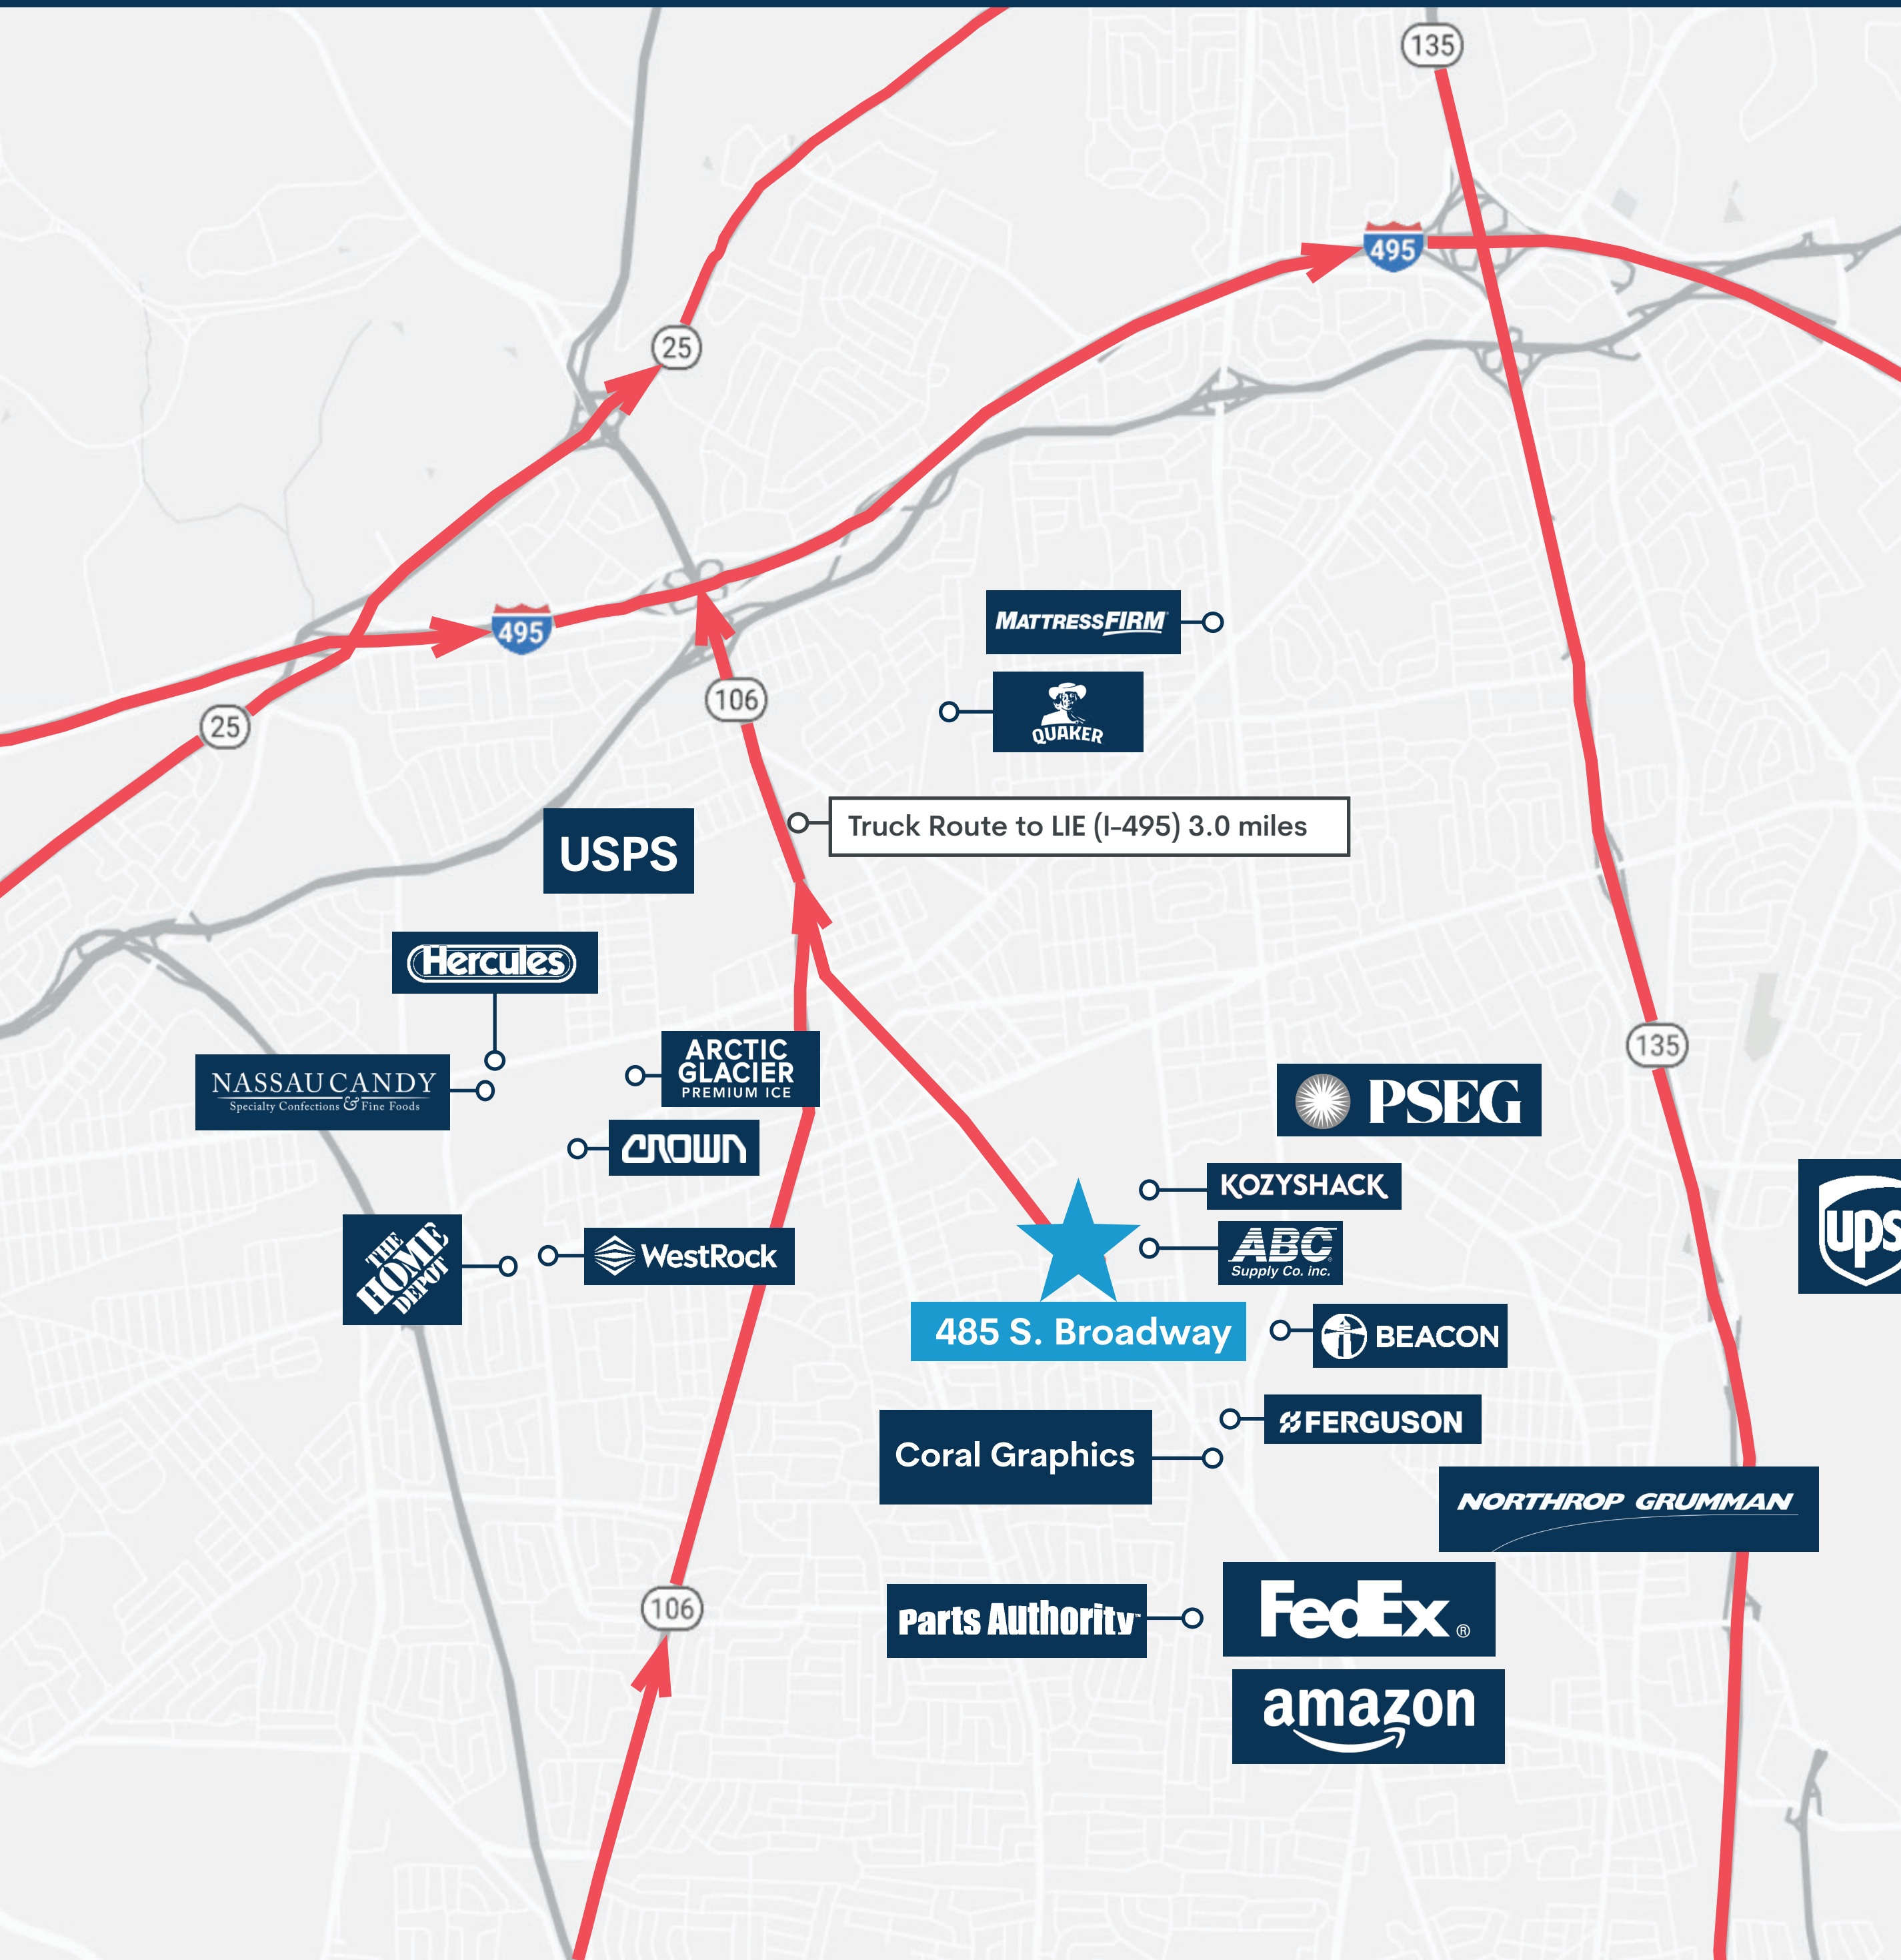 135
495
25
495
MATTRESSFIRM
106
QUAKER
25
Truck Route to LIE (I-495) 3.0 miles
USPS
Hercules
135
ARCTIC
GLACIER
PREMIUM ICE
NASSAU CANDY
Specialty Confections & Fine Foods
PSEG
CROWN
KOZYSHACK
ups
THE
HOME
DEPOT
WestRock
ABC
Supply Co. inc.
485 S. Broadway
BEACON
FERGUSON
Coral Graphics
NORTHROP GRUMMAN
106
Parts Authority™
FedEx®
amazon